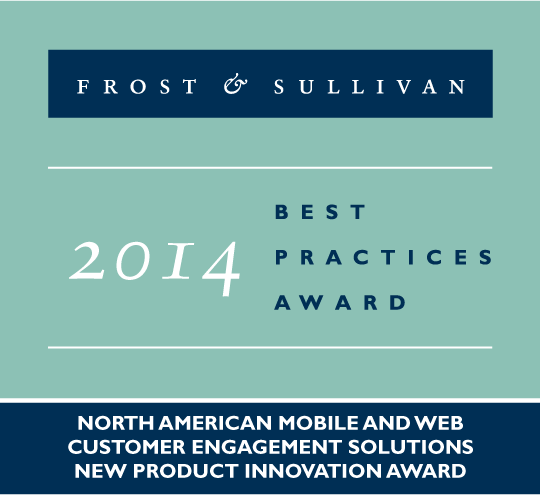 FROST & SULLIVAN
2014
BEST
PRACTICES
AWARD
NORTH AMERICAN MOBILE AND WEB
CUSTOMER ENGAGEMENT SOLUTIONS
NEW PRODUCT INNOVATION AWARD